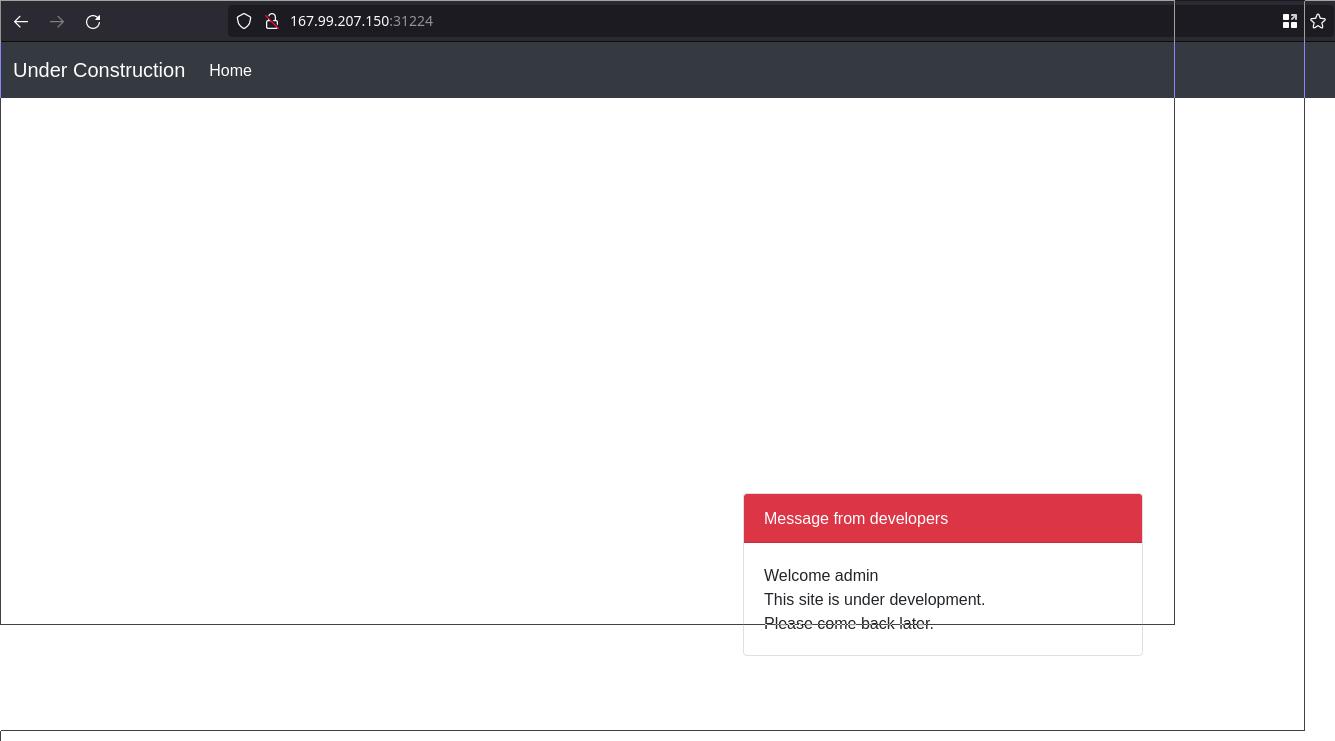 167.99.207.150:31224
Under Construction Home
Message from developers
Welcome admin
This site is under development.
Please come back later.